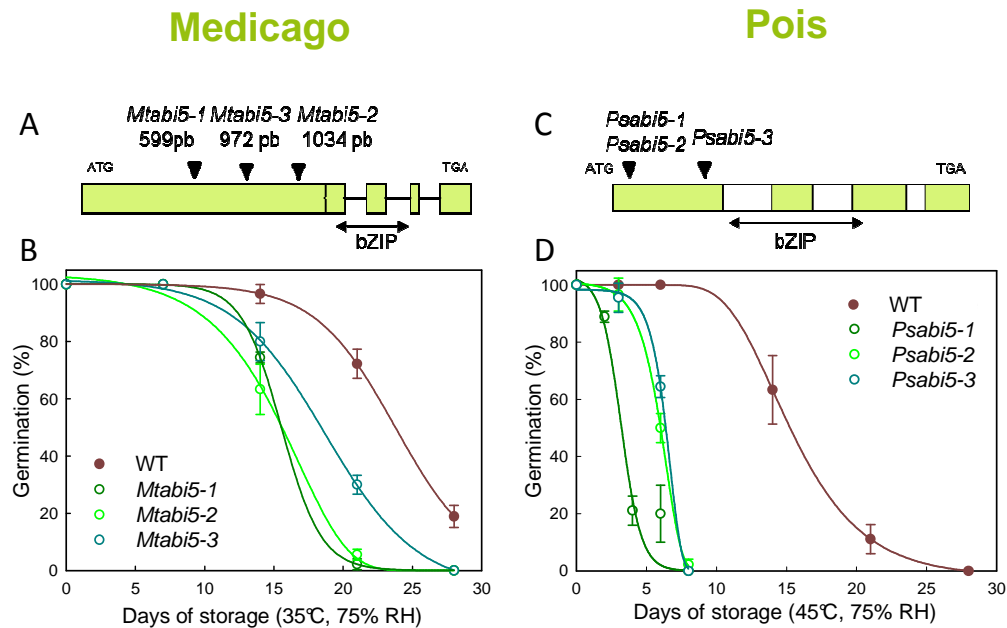 Medicago
Pois
A
Mtabi5-1 Mtabi5-3 Mtabi5-2
599pb 972 pb 1034 pb
ATG
TGA
bZIP
C
Psabi5-1
Psabi5-2
Psabi5-3
ATG
TGA
bZIP
B
Germination (%)
100
80
60
40
20
0
WT
Mtabi5-1
Mtabi5-2
Mtabi5-3
0 5 10 15 20 25 30
Days of storage (35°C, 75% RH)
D
Germination (%)
100
80
60
40
20
0
WT
Psabi5-1
Psabi5-2
Psabi5-3
0 5 10 15 20 25 30
Days of storage (45°C, 75% RH)